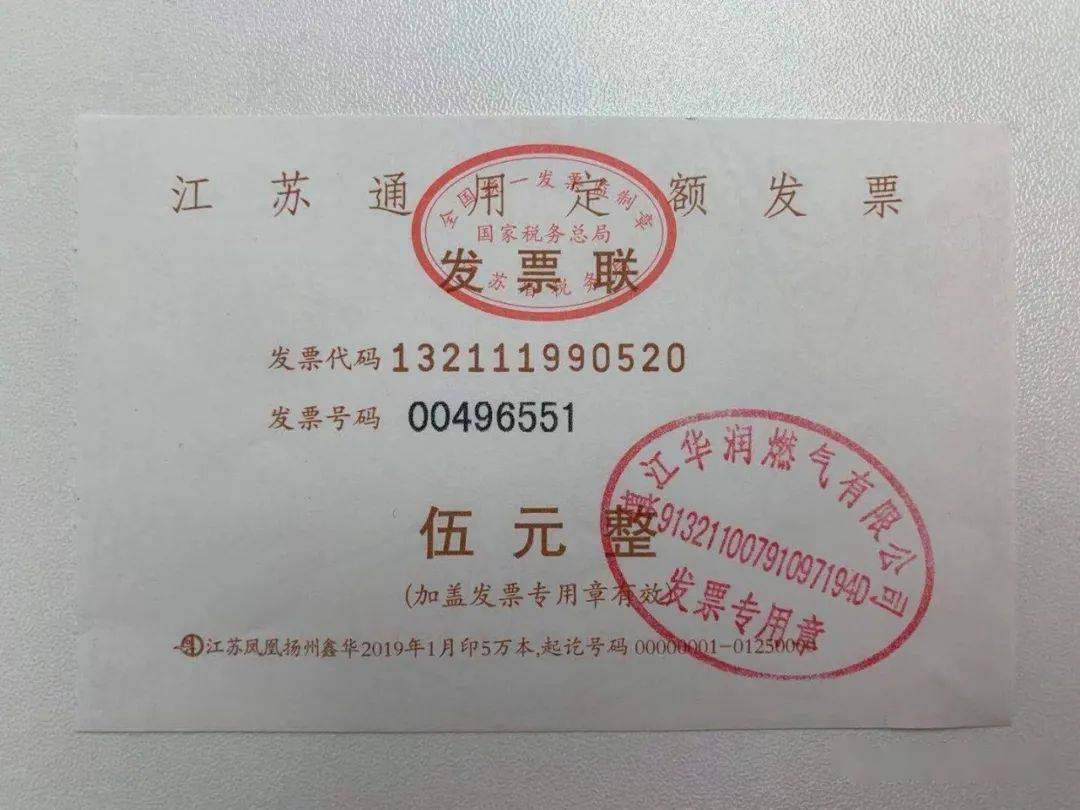 江苏通用定额发票
全国统一发票监制章
国家税务总局
江苏省税务局
发票联
发票代码 132111990520
发票号码 00496551
伍元整
(加盖发票专用章有效)
江苏凤凰扬州鑫华2019年1月印5万本,起讫号码 00000001-01250000
镇江华润燃气有限公司
91321100791097194D
发票专用章